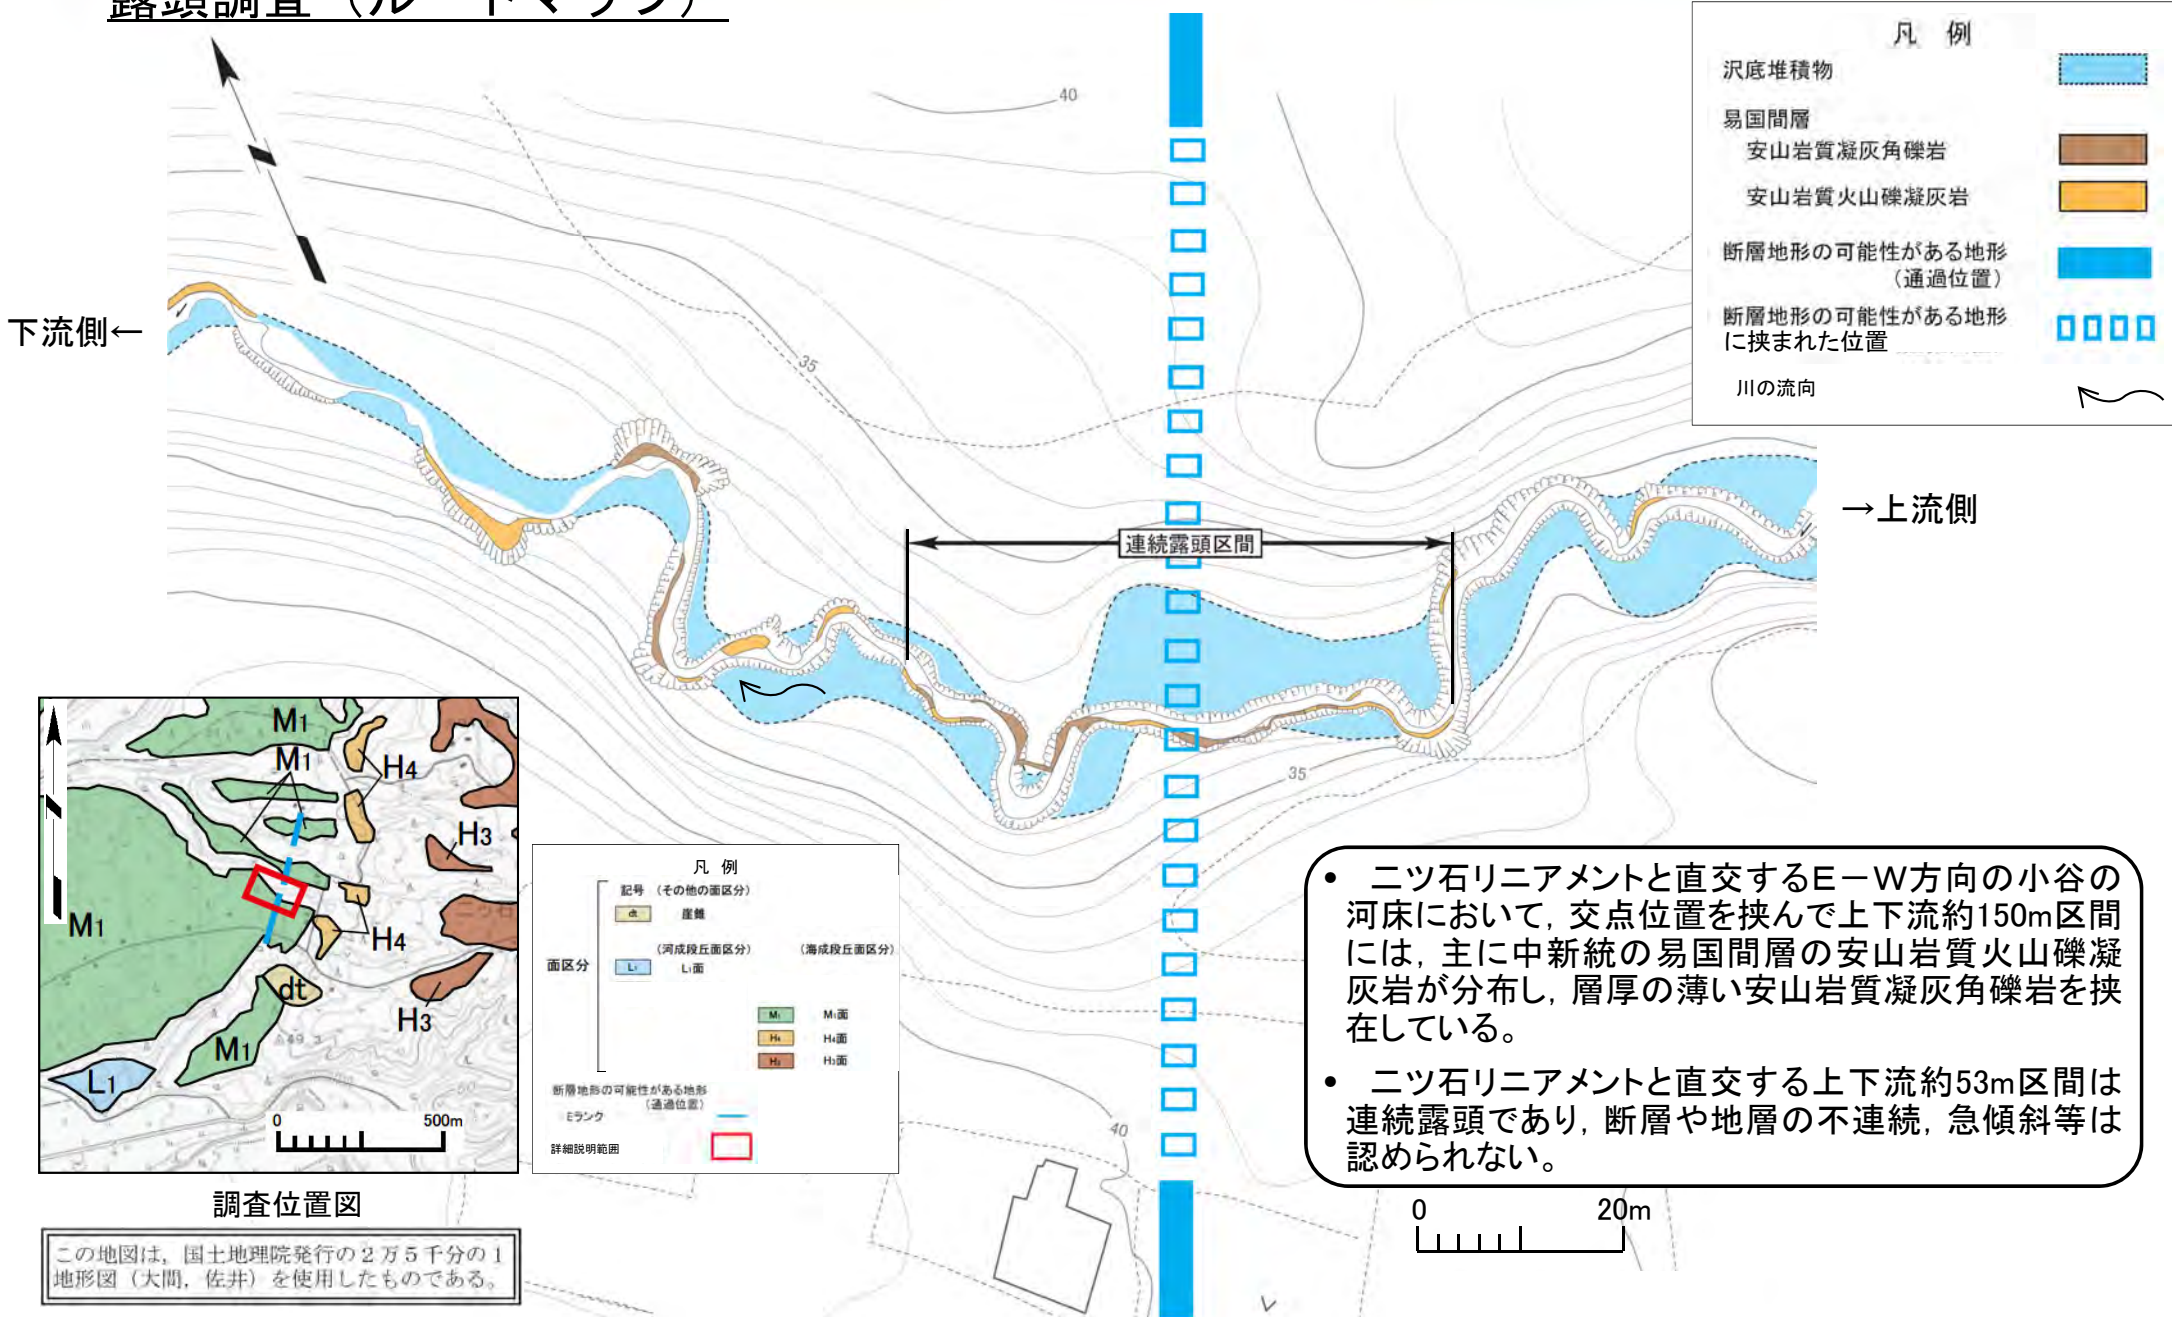 露頭調査（ルートマップ）
凡 例
沢底堆積物
易国間層
安山岩質凝灰角礫岩
安山岩質火山礫凝灰岩
断層地形の可能性がある地形
（通過位置）
断層地形の可能性がある地形
に挟まれた位置
川の流向
40
35
下流側←
→上流側
連続露頭区間
35
40
M1
M1
H4
H3
M1
H4
dt
H3
M1
L1
0 500m
調査位置図
この地図は，国土地理院発行の２万５千分の１
地形図（大間，佐井）を使用したものである。
凡 例
記号 （その他の面区分）
dt 崖錐
（河成段丘面区分） （海成段丘面区分）
面区分
L1 L1面
M1 M1面
H4 H4面
H3 H3面
断層地形の可能性がある地形
（通過位置）
Eランク
詳細説明範囲
• 二ツ石リニアメントと直交するE－W方向の小谷の
河床において，交点位置を挟んで上下流約150m区間
には，主に中新統の易国間層の安山岩質火山礫凝
灰岩が分布し，層厚の薄い安山岩質凝灰角礫岩を挟
在している。
• 二ツ石リニアメントと直交する上下流約53m区間は
連続露頭であり，断層や地層の不連続，急傾斜等は
認められない。
0 20m